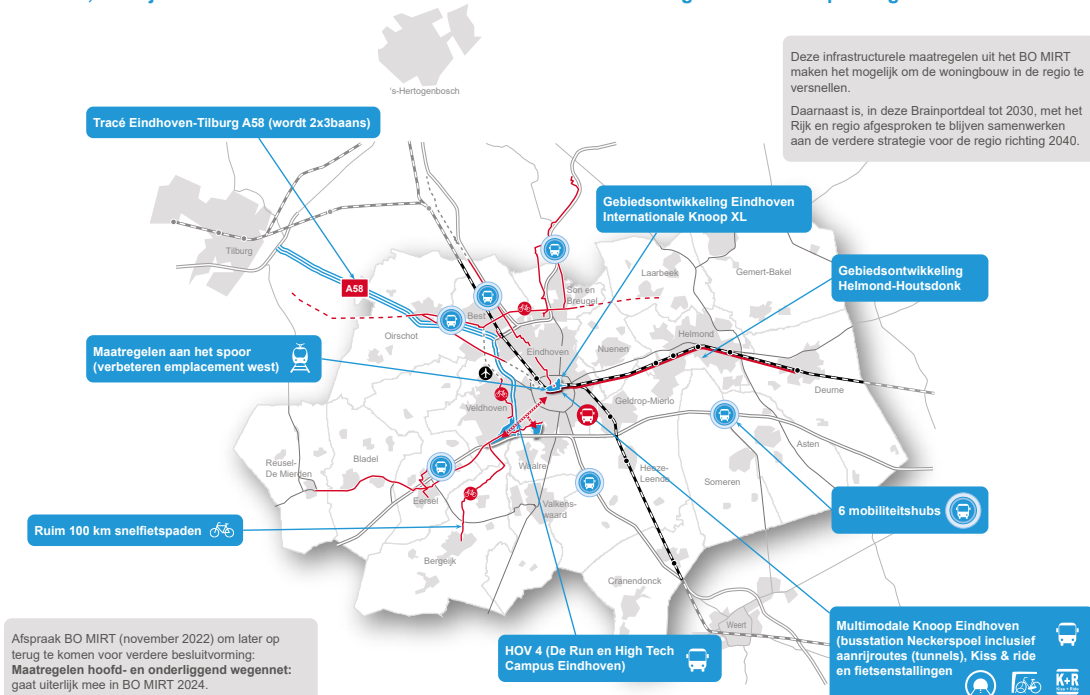 's-Hertogenbosch
Deze infrastructurele maatregelen uit het BO MIRT
maken het mogelijk om de woningbouw in de regio te
versnellen.
Daarnaast is, in deze Brainportdeal tot 2030, met het
Rijk en regio afgesproken te blijven samenwerken
aan de verdere strategie voor de regio richting 2040.
Tracé Eindhoven-Tilburg A58 (wordt 2x3baans)
Gebiedsontwikkeling Eindhoven
Internationale Knoop XL
Tilburg
Laarbeek
Gemert-Bakel
Gebiedsontwikkeling
Helmond-Houtsdonk
A58
Son en
Breugel
Best
Oirschot
Helmond
Nuenen
Eindhoven
Maatregelen aan het spoor
(verbeteren emplacement west)
Deurne
Geldrop-Mierlo
Veldhoven
Asten
Bladel
Reusel-
De Mierden
Waalre
Heeze-
Leende
Someren
Eersel
Valkens-
waard
6 mobiliteitshubs
Ruim 100 km snelfietspaden
Bergeijk
Cranendonck
Weert
Afspraak BO MIRT (november 2022) om later op
terug te komen voor verdere besluitvorming:
Maatregelen hoofd- en onderliggend wegennet:
gaat uiterlijk mee in BO MIRT 2024.
HOV 4 (De Run en High Tech
Campus Eindhoven)
Multimodale Knoop Eindhoven
(busstation Neckerspoel inclusief
aanrijroutes (tunnels), Kiss & ride
en fietsenstallingen
K+R
Kiss + Ride